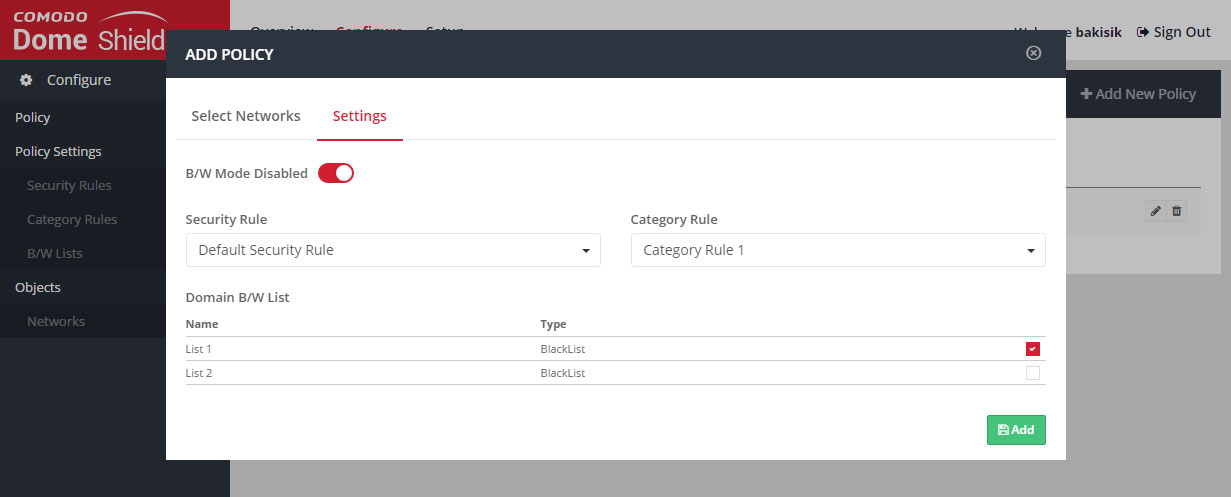 COMODO
Dome Shield
Overview Configure Setup
bakisik
Sign Out
Configure
Policy
Policy Settings
Security Rules
Category Rules
B/W Lists
Objects
Networks
Add New Policy
ADD POLICY
Select Networks Settings
B/W Mode Disabled
Security Rule Category Rule
Default Security Rule Category Rule 1
Domain B/W List
Name Type
List 1 BlackList
List 2 BlackList
Add